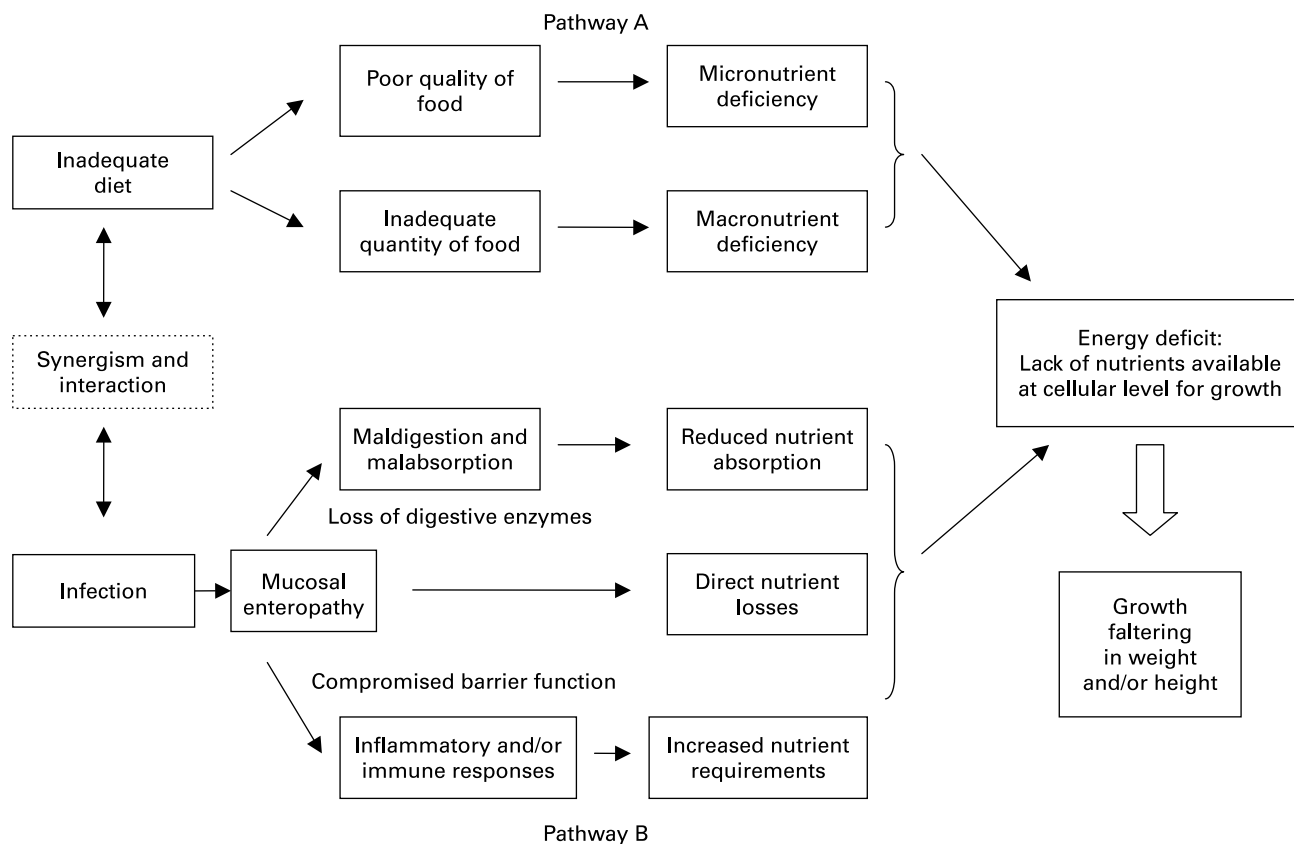 Pathway A
Poor quality of
food
Micronutrient
deficiency
Inadequate
diet
Inadequate
quantity of food
Macronutrient
deficiency
Synergism and
interaction
Energy deficit:
Lack of nutrients available
at cellular level for growth
Maldigestion and
malabsorption
Reduced nutrient
absorption
Loss of digestive enzymes
Infection
Mucosal
enteropathy
Direct nutrient
losses
Growth
faltering
in weight
and/or height
Compromised barrier function
Inflammatory and/or
immune responses
Increased nutrient
requirements
Pathway B